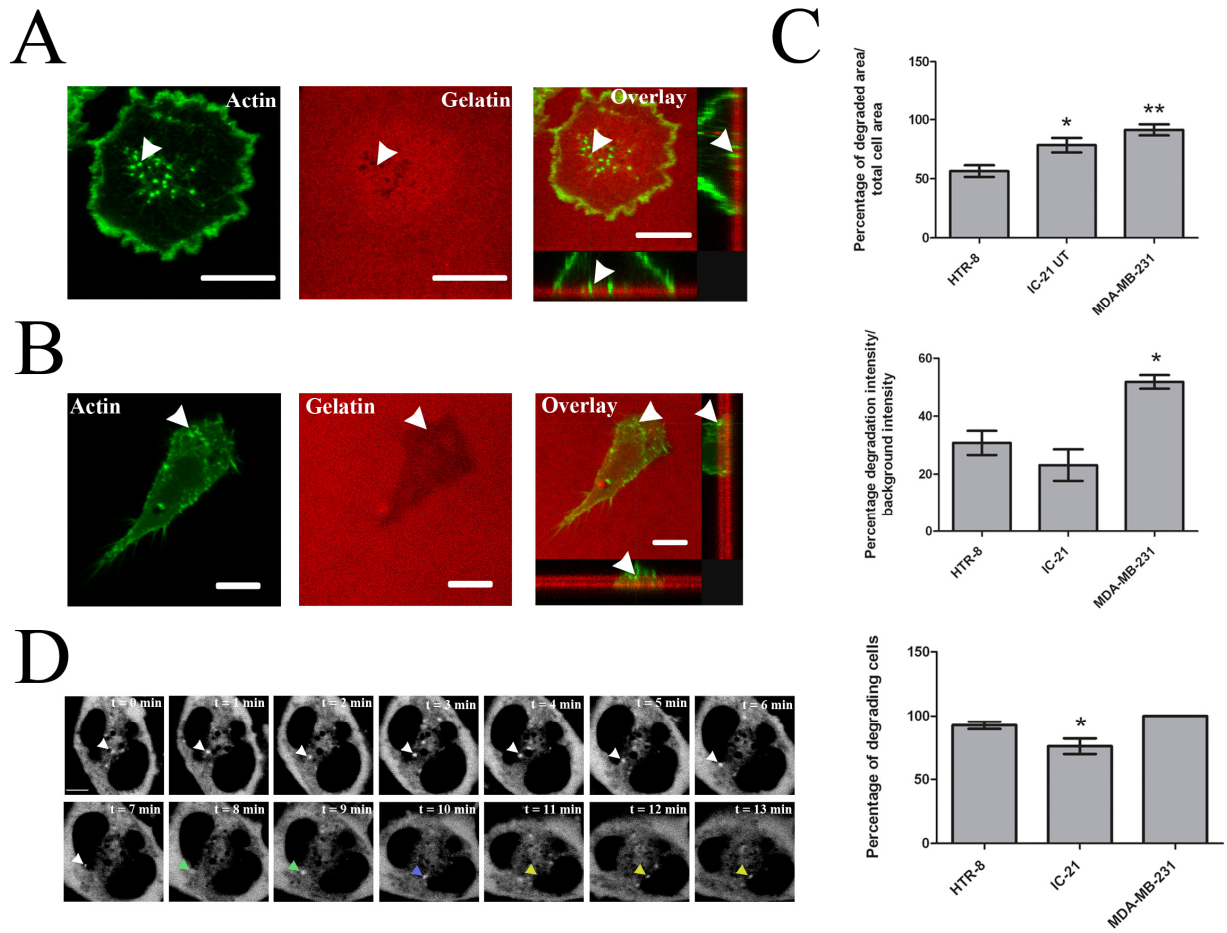 A
Actin
Gelatin
Overlay
B
Actin
Gelatin
Overlay
C
Percentage of degraded area/
total cell area
150
100
50
0
*
**
HTR-8
IC-21 UT
MDA-MB-231
Percentage degradation intensity/
background intensity
60
40
20
0
*
HTR-8
IC-21
MDA-MB-231
Percentage of degrading cells
150
100
50
0
*
HTR-8
IC-21
MDA-MB-231
D
t = 0 min
t = 1 min
t = 2 min
t = 3 min
t = 4 min
t = 5 min
t = 6 min
t = 7 min
t = 8 min
t = 9 min
t = 10 min
t = 11 min
t = 12 min
t = 13 min